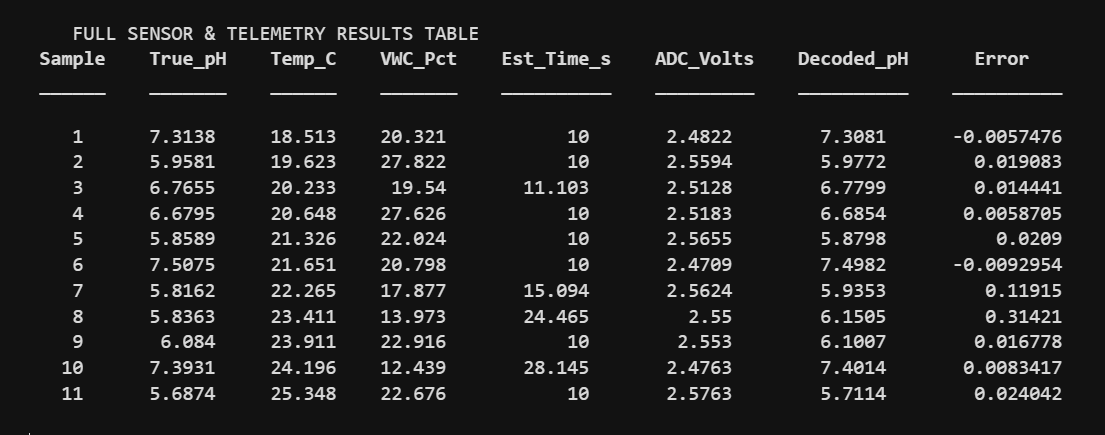 FULL SENSOR & TELEMETRY RESULTS TABLE
Sample True_pH Temp_C VWC_Pct Est_Time_s ADC_Volts Decoded_pH Error
______ _______ ______ _______ __________ _________ __________ __________
1 7.3138 18.513 20.321 10 2.4822 7.3081 -0.0057476
2 5.9581 19.623 27.822 10 2.5594 5.9772 0.019083
3 6.7655 20.233 19.54 11.103 2.5128 6.7799 0.014441
4 6.6795 20.648 27.626 10 2.5183 6.6854 0.0058705
5 5.8589 21.326 22.024 10 2.5655 5.8798 0.0209
6 7.5075 21.651 20.798 10 2.4709 7.4982 -0.0092954
7 5.8162 22.265 17.877 15.094 2.5624 5.9353 0.11915
8 5.8363 23.411 13.973 24.465 2.55 6.1505 0.31421
9 6.084 23.911 22.916 10 2.553 6.1007 0.016778
10 7.3931 24.196 12.439 28.145 2.4763 7.4014 0.0083417
11 5.6874 25.348 22.676 10 2.5763 5.7114 0.024042